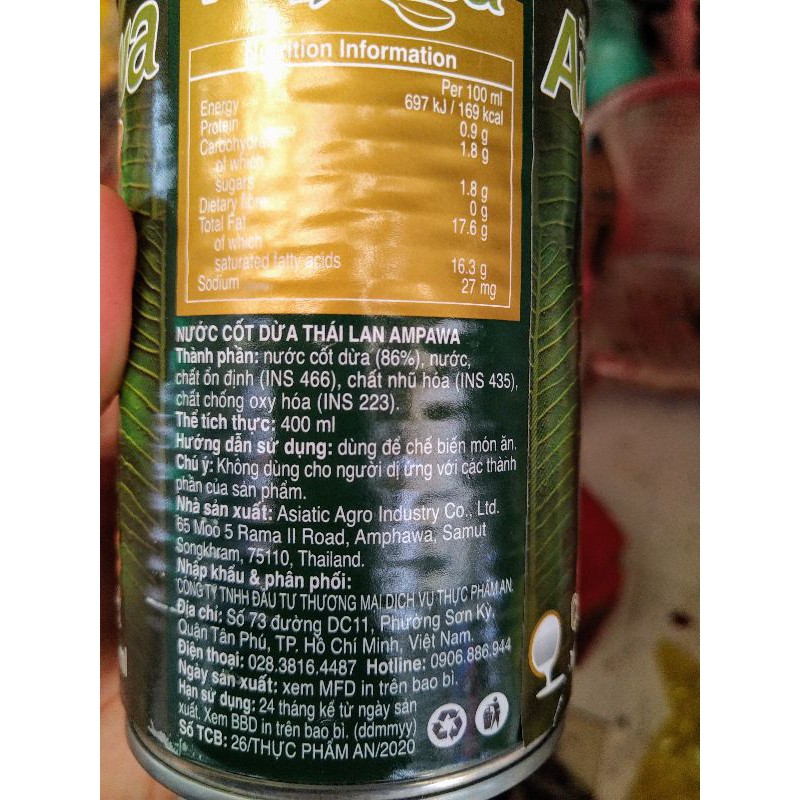 Nutrition Information
Per 100 ml
Energy 697 kJ / 169 kcal
Protein 0.9 g
Carbohydrate 1.8 g
of which
sugars 1.8 g
Dietary fibre 0 g
Total Fat 17.6 g
of which
saturated fatty acids 16.3 g
Sodium 27 mg
NƯỚC CỐT DỪA THÁI LAN AMPAWA
Thành phần: nước cốt dừa (86%), nước,
chất ổn định (INS 466), chất nhũ hóa (INS 435),
chất chống oxy hóa (INS 223).
Thể tích thực: 400 ml
Hướng dẫn sử dụng: dùng để chế biến món ăn.
Chú ý: Không dùng cho người dị ứng với các thành
phần của sản phẩm.
Nhà sản xuất: Asiatic Agro Industry Co., Ltd.
65 Moo 5 Rama II Road, Amphawa, Samut
Songkhram, 75110, Thailand.
Nhập khẩu & phân phối:
CÔNG TY TNHH ĐẦU TƯ THƯƠNG MẠI DỊCH VỤ THỰC PHẨM AN.
Địa chỉ: Số 73 đường DC11, Phường Sơn Kỳ,
Quận Tân Phú, TP. Hồ Chí Minh, Việt Nam.
Điện thoại: 028.3816.4487 Hotline: 0906.886.944
Ngày sản xuất: xem MFD in trên bao bì.
Hạn sử dụng: 24 tháng kể từ ngày sản
xuất. Xem BBD in trên bao bì. (ddmmyy)
Số TCB: 26/THỰC PHẨM AN/2020